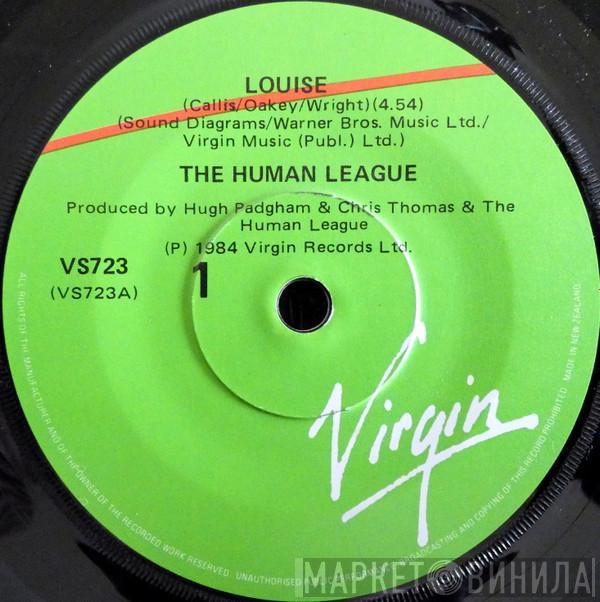 LOUISE
(Callis/Oakey/Wright)(4.54)
(Sound Diagrams/Warner Bros. Music Ltd./
Virgin Music (Publ.) Ltd.)
THE HUMAN LEAGUE
Produced by Hugh Padgham & Chris Thomas & The
Human League
(P) 1984 Virgin Records Ltd.
VS723
(VS723A)
1
Virgin
ALL RIGHTS OF THE MANUFACTURER AND OF THE OWNER OF THE RECORDED WORK RESERVED. UNAUTHORISED PUBLIC PERFORMANCE, BROADCASTING AND COPYING OF THIS RECORD PROHIBITED. MADE IN NEW ZEALAND.
МАРКЕТ ВИНИЛА